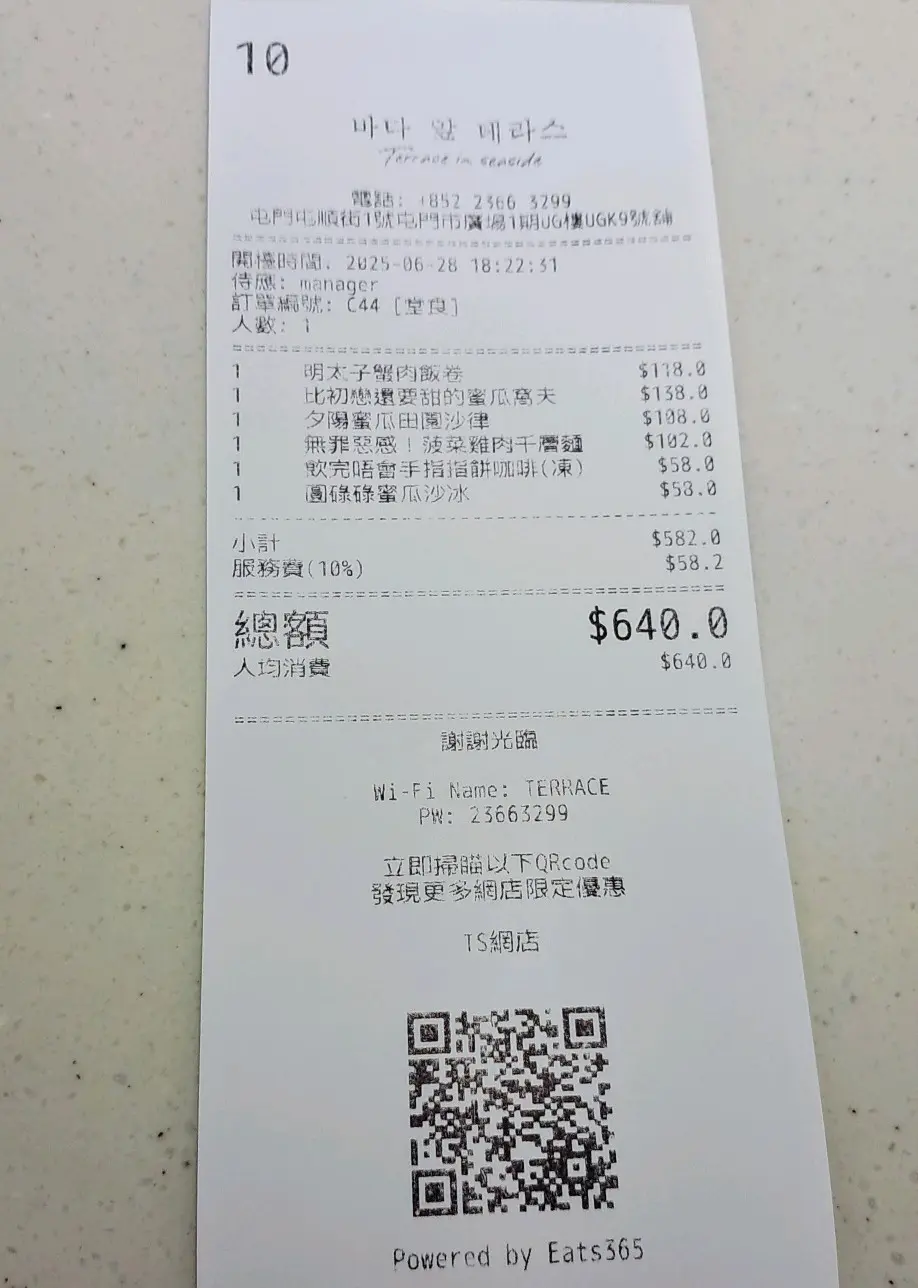 10
바다 앞 테라스
Terrace in seaside
電話: +852 2366 3299
屯門屯順街1號屯門市廣場1期UG樓UGK9號舖
開檯時間: 2025-06-28 18:22:31
侍應: manager
訂單編號: C44 [堂食]
人數: 1
1 明太子蟹肉飯卷 $118.0
1 比初戀還要甜的蜜瓜窩夫 $138.0
1 夕陽蜜瓜田園沙律 $108.0
1 無罪惡感！菠菜雞肉千層麵 $102.0
1 飲完唔會手指指餅咖啡(凍) $58.0
1 圓碌碌蜜瓜沙冰 $58.0
小計 $582.0
服務費(10%) $58.2
總額 $640.0
人均消費 $640.0
謝謝光臨
Wi-Fi Name: TERRACE
PW: 23663299
立即掃瞄以下QRcode
發現更多網店限定優惠
TS網店
Powered by Eats365